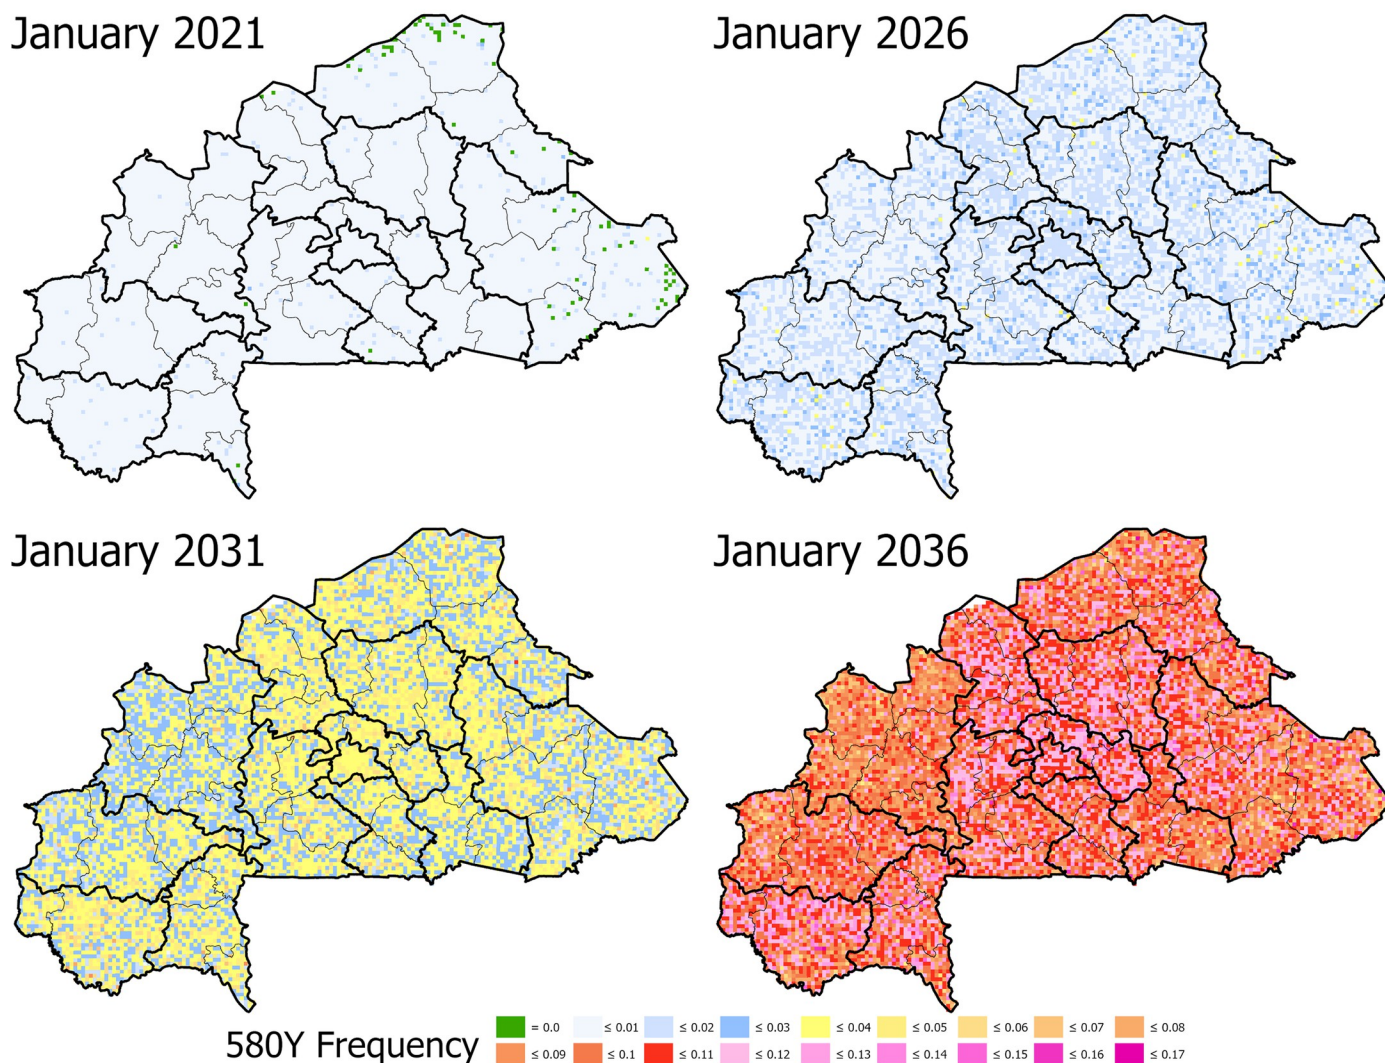 January 2021
January 2026
January 2031
January 2036
580Y Frequency
= 0.0 ≤ 0.01 ≤ 0.02 ≤ 0.03 ≤ 0.04 ≤ 0.05 ≤ 0.06 ≤ 0.07 ≤ 0.08
≤ 0.09 ≤ 0.1 ≤ 0.11 ≤ 0.12 ≤ 0.13 ≤ 0.14 ≤ 0.15 ≤ 0.16 ≤ 0.17